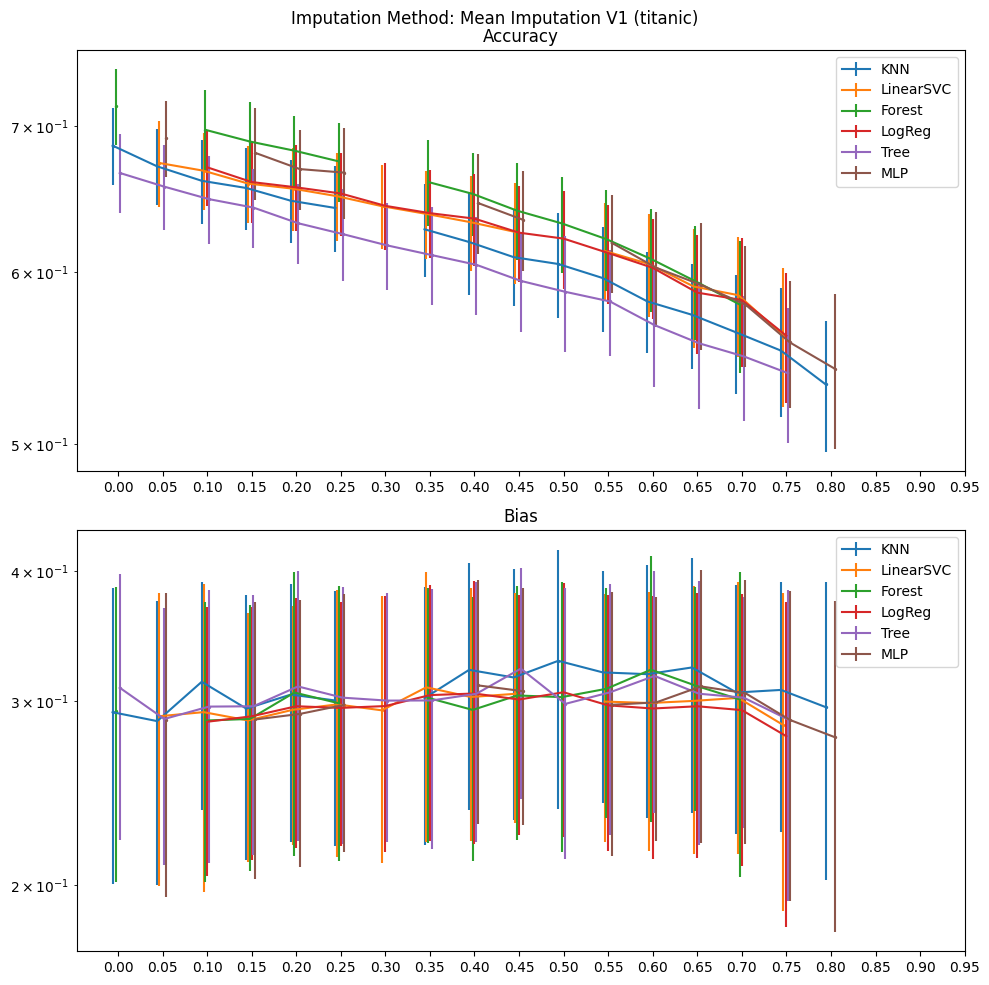 Imputation Method: Mean Imputation V1 (titanic)
Accuracy
KNN
LinearSVC
Forest
LogReg
Tree
MLP
7 × 10⁻¹
6 × 10⁻¹
5 × 10⁻¹
0.00 0.05 0.10 0.15 0.20 0.25 0.30 0.35 0.40 0.45 0.50 0.55 0.60 0.65 0.70 0.75 0.80 0.85 0.90 0.95
Bias
KNN
LinearSVC
Forest
LogReg
Tree
MLP
4 × 10⁻¹
3 × 10⁻¹
2 × 10⁻¹
0.00 0.05 0.10 0.15 0.20 0.25 0.30 0.35 0.40 0.45 0.50 0.55 0.60 0.65 0.70 0.75 0.80 0.85 0.90 0.95